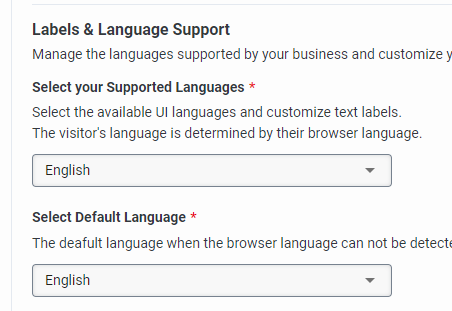 Labels & Language Support
Manage the languages supported by your business and customize
Select your Supported Languages *
Select the available UI languages and customize text labels.
The visitor's language is determined by their browser language.
English
Select Default Language *
The deafult language when the browser language can not be
English